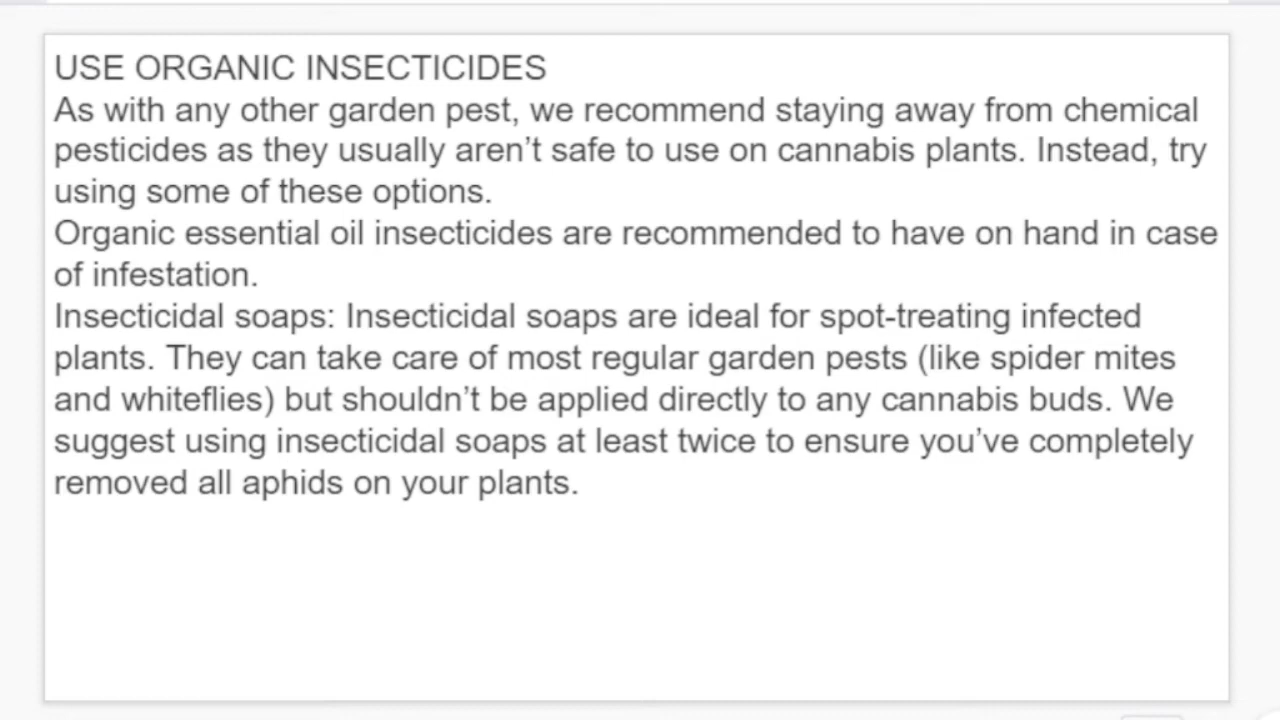 USE ORGANIC INSECTICIDES
As with any other garden pest, we recommend staying away from chemical
pesticides as they usually aren’t safe to use on cannabis plants. Instead, try
using some of these options.
Organic essential oil insecticides are recommended to have on hand in case
of infestation.
Insecticidal soaps: Insecticidal soaps are ideal for spot-treating infected
plants. They can take care of most regular garden pests (like spider mites
and whiteflies) but shouldn’t be applied directly to any cannabis buds. We
suggest using insecticidal soaps at least twice to ensure you’ve completely
removed all aphids on your plants.